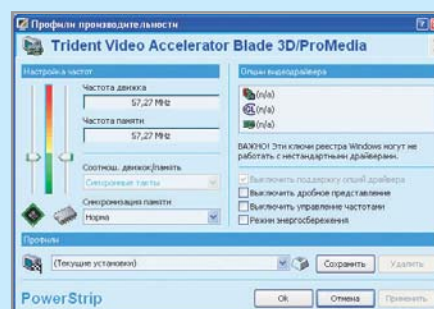 Профили производительности
Trident Video Accelerator Blade 3D/ProMedia
Настройка частот
Частота движка
57,27 MHz
Частота памяти
57,27 MHz
Соотнош. движок/память
Синхронные такты
Синхронизация памяти
Норма
Опции видеодрайвера
(n/a)
(n/a)
(n/a)
ВАЖНО! Эти ключи реестра Windows могут не
работать с нестандартными драйверами.
Выключить поддержку опций драйвера
Выключить дробное представление
Выключить управление частотами
Режим энергосбережения
Профили
(Текущие установки)
Сохранить
Удалить
PowerStrip
Ok
Отмена
Применить